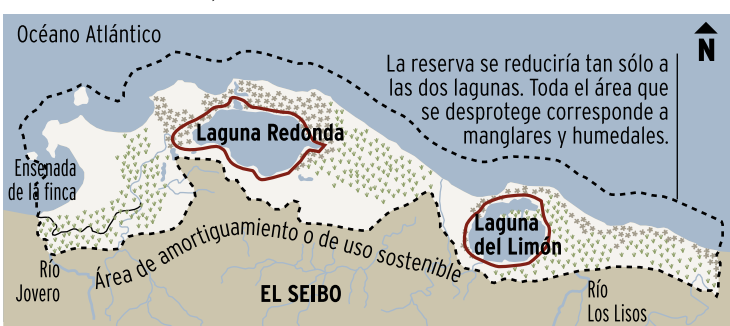 Océano Atlántico
N
La reserva se reduciría tan sólo a
las dos lagunas. Toda el área que
se desprotege corresponde a
manglares y humedales.
Laguna Redonda
Ensenada
de la finca
Laguna
del Limón
Área de amortiguamiento o de uso sostenible
Río
Jovero
EL SEIBO
Río
Los Lisos